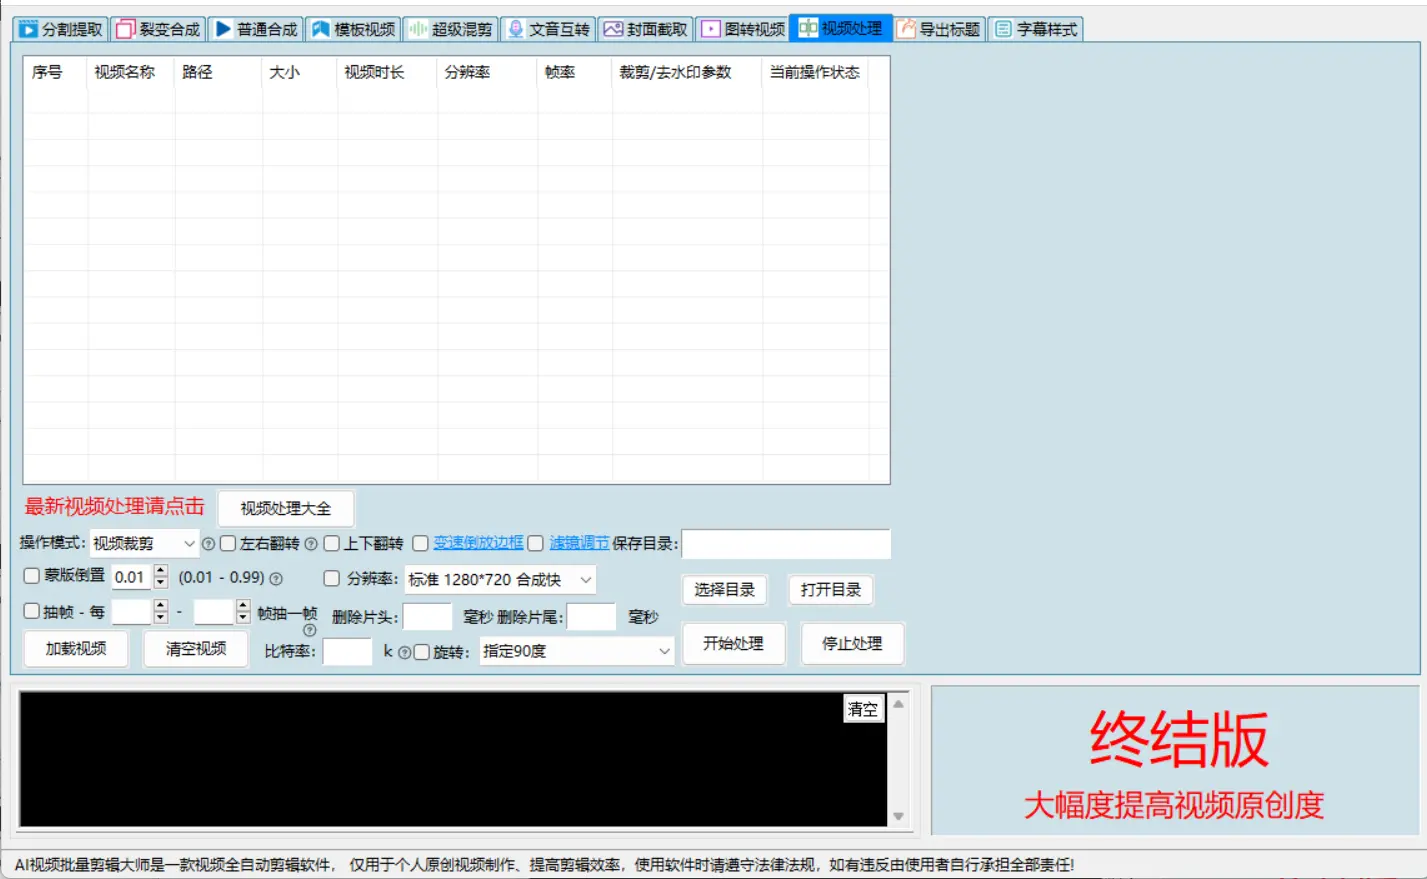 分割提取 裂变合成 普通合成 模板视频 超级混剪 文音互转 封面截取 图转视频 视频处理 导出标题 字幕样式
序号 视频名称 路径 大小 视频时长 分辨率 帧率 裁剪/去水印参数 当前操作状态
最新视频处理请点击 视频处理大全
操作模式: 视频裁剪 ? 左右翻转 ? 上下翻转 变速倒放边框 滤镜调节 保存目录:
蒙版倒置 0.01 (0.01 - 0.99) ? 分辨率: 标准 1280*720 合成快 选择目录 打开目录
抽帧 - 每 - 帧抽一帧 ? 删除片头: 毫秒 删除片尾: 毫秒
加载视频 清空视频 比特率: k ? 旋转: 指定90度 开始处理 停止处理
清空
终结版
大幅度提高视频原创度
AI视频批量剪辑大师是一款视频全自动剪辑软件， 仅用于个人原创视频制作、提高剪辑效率，使用软件时请遵守法律法规，如有违反由使用者自行承担全部责任!